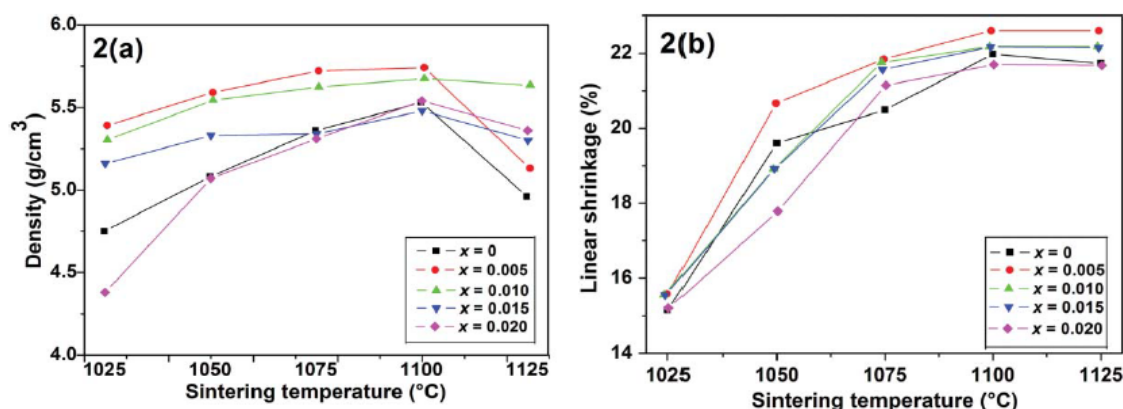 2(a)
Density (g/cm³)
6.0
5.5
5.0
4.5
4.0
x = 0
x = 0.005
x = 0.010
x = 0.015
x = 0.020
1025 1050 1075 1100 1125
Sintering temperature (°C)
2(b)
Linear shrinkage (%)
22
20
18
16
14
x = 0
x = 0.005
x = 0.010
x = 0.015
x = 0.020
1025 1050 1075 1100 1125
Sintering temperature (°C)